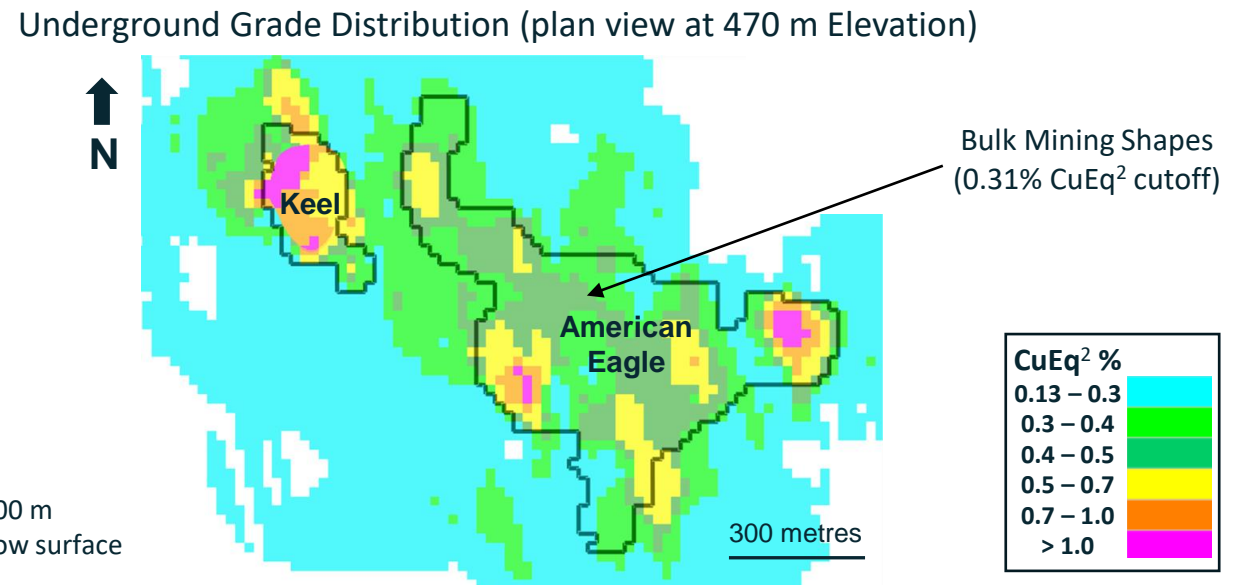 Underground Grade Distribution (plan view at 470 m Elevation)
N
Bulk Mining Shapes
(0.31% CuEq² cutoff)
Keel
American
Eagle
CuEq² %
0.13 – 0.3
0.3 – 0.4
0.4 – 0.5
0.5 – 0.7
0.7 – 1.0
> 1.0
00 m
ow surface
300 metres